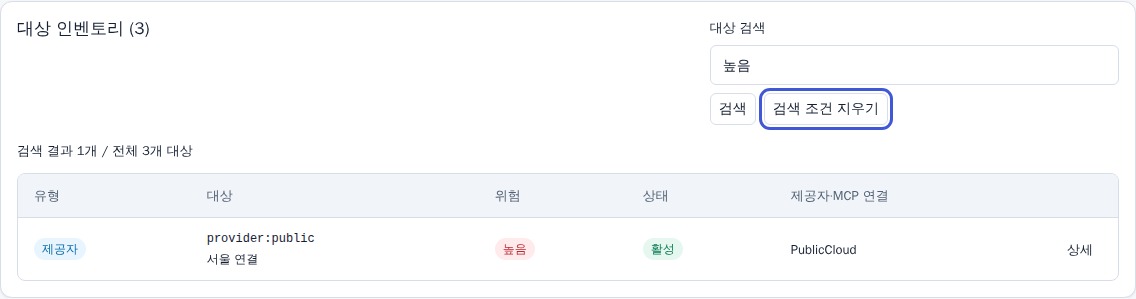 대상 인벤토리 (3)
대상 검색
높음
검색 검색 조건 지우기
검색 결과 1개 / 전체 3개 대상
유형 대상 위험 상태 제공자·MCP 연결
제공자 provider:public 높음 활성 PublicCloud 상세
서울 연결